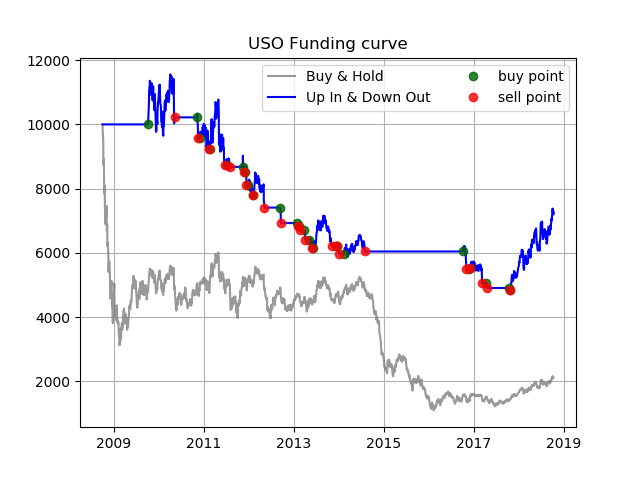 USO Funding curve
12000
10000
8000
6000
4000
2000
Buy & Hold
Up In & Down Out
buy point
sell point
2009 2011 2013 2015 2017 2019